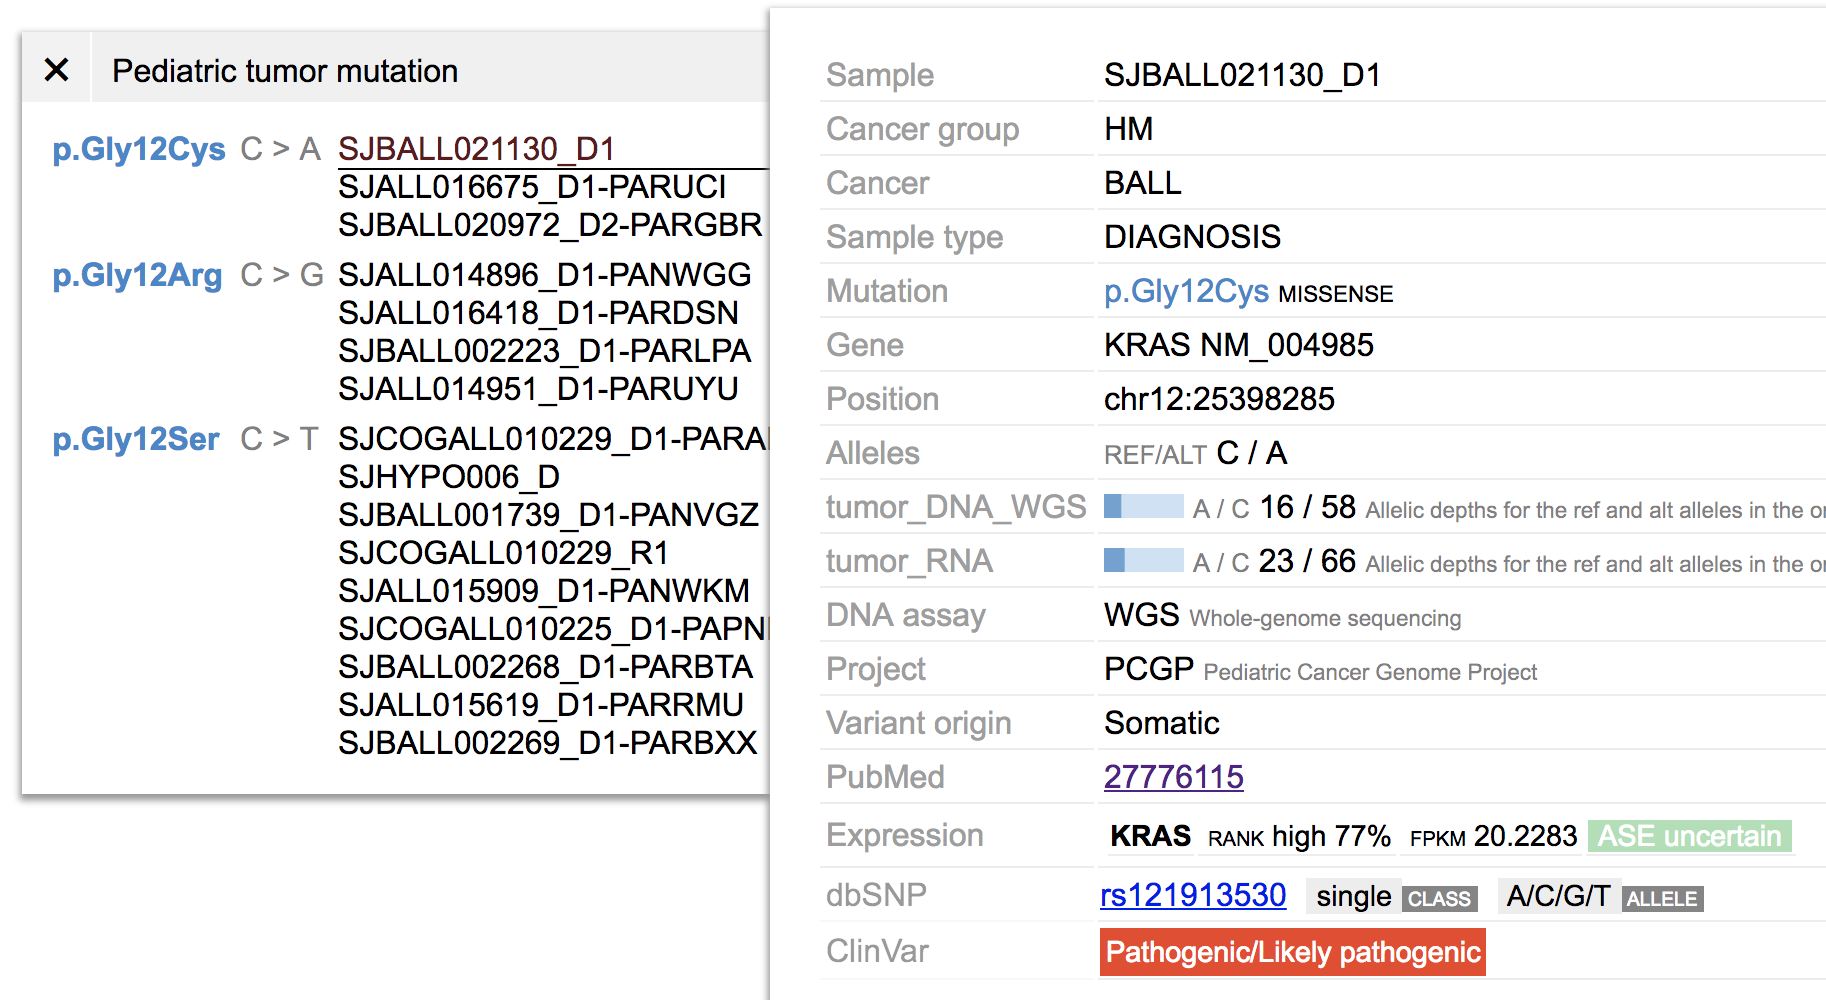 ✕ Pediatric tumor mutation
p.Gly12Cys C > A SJBALL021130_D1
SJALL016675_D1-PARUCI
SJBALL020972_D2-PARGBR
p.Gly12Arg C > G SJALL014896_D1-PANWGG
SJALL016418_D1-PARDSN
SJBALL002223_D1-PARLPA
SJALL014951_D1-PARUYU
p.Gly12Ser C > T SJCOGALL010229_D1-PARA
SJHYPO006_D
SJBALL001739_D1-PANVGZ
SJCOGALL010229_R1
SJALL015909_D1-PANWKM
SJCOGALL010225_D1-PAPN
SJBALL002268_D1-PARBTA
SJALL015619_D1-PARRMU
SJBALL002269_D1-PARBXX
Sample SJBALL021130_D1
Cancer group HM
Cancer BALL
Sample type DIAGNOSIS
Mutation p.Gly12Cys MISSENSE
Gene KRAS NM_004985
Position chr12:25398285
Alleles REF/ALT C / A
tumor_DNA_WGS A / C 16 / 58 Allelic depths for the ref and alt alleles in the
tumor_RNA A / C 23 / 66 Allelic depths for the ref and alt alleles in the
DNA assay WGS Whole-genome sequencing
Project PCGP Pediatric Cancer Genome Project
Variant origin Somatic
PubMed 27776115
Expression KRAS RANK high 77% FPKM 20.2283 ASE uncertain
dbSNP rs121913530 single CLASS A/C/G/T ALLELE
ClinVar Pathogenic/Likely pathogenic